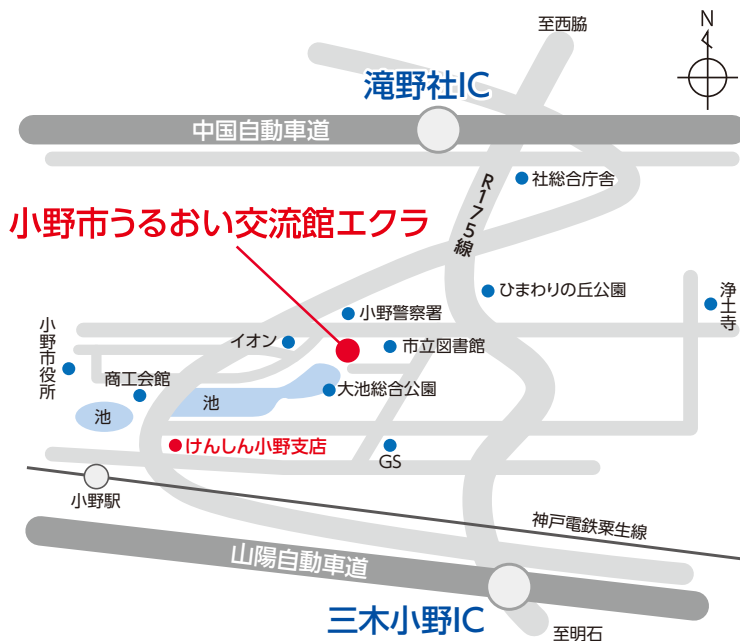 至西脇
N
滝野社IC
中国自動車道
社総合庁舎
R175線
小野市うるおい交流館エクラ
ひまわりの丘公園
浄土寺
小野警察署
イオン
市立図書館
小野市役所
商工会館
大池総合公園
池
池
けんしん小野支店
GS
小野駅
神戸電鉄粟生線
山陽自動車道
三木小野IC
至明石